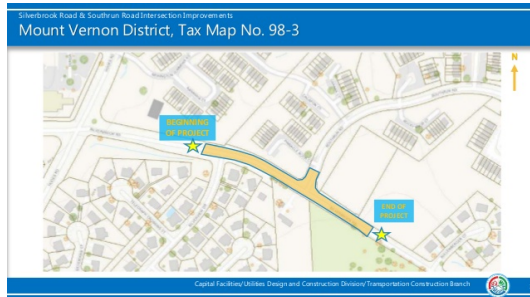 Silverbrook Road & Southrun Road Intersection Improvements
Mount Vernon District, Tax Map No. 98-3
N
BEGINNING
OF PROJECT
END OF
PROJECT
Capital Facilities/Utilities Design and Construction Division/Transportation Construction Branch